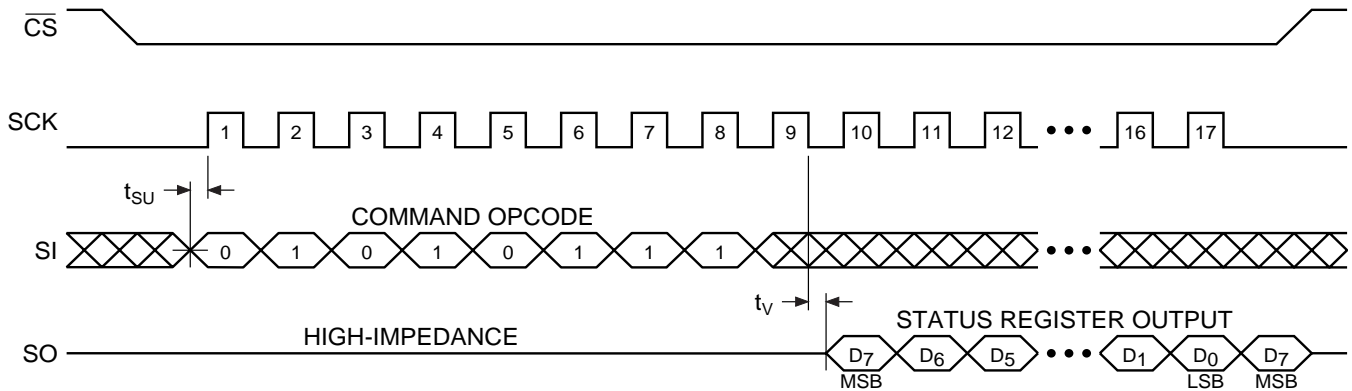 CS
SCK
1 2 3 4 5 6 7 8 9 10 11 12 16 17
tSU
COMMAND OPCODE
SI
0 1 0 1 0 1 1 1
tV
HIGH-IMPEDANCE
STATUS REGISTER OUTPUT
SO
D7 D6 D5 D1 D0 D7
MSB LSB MSB